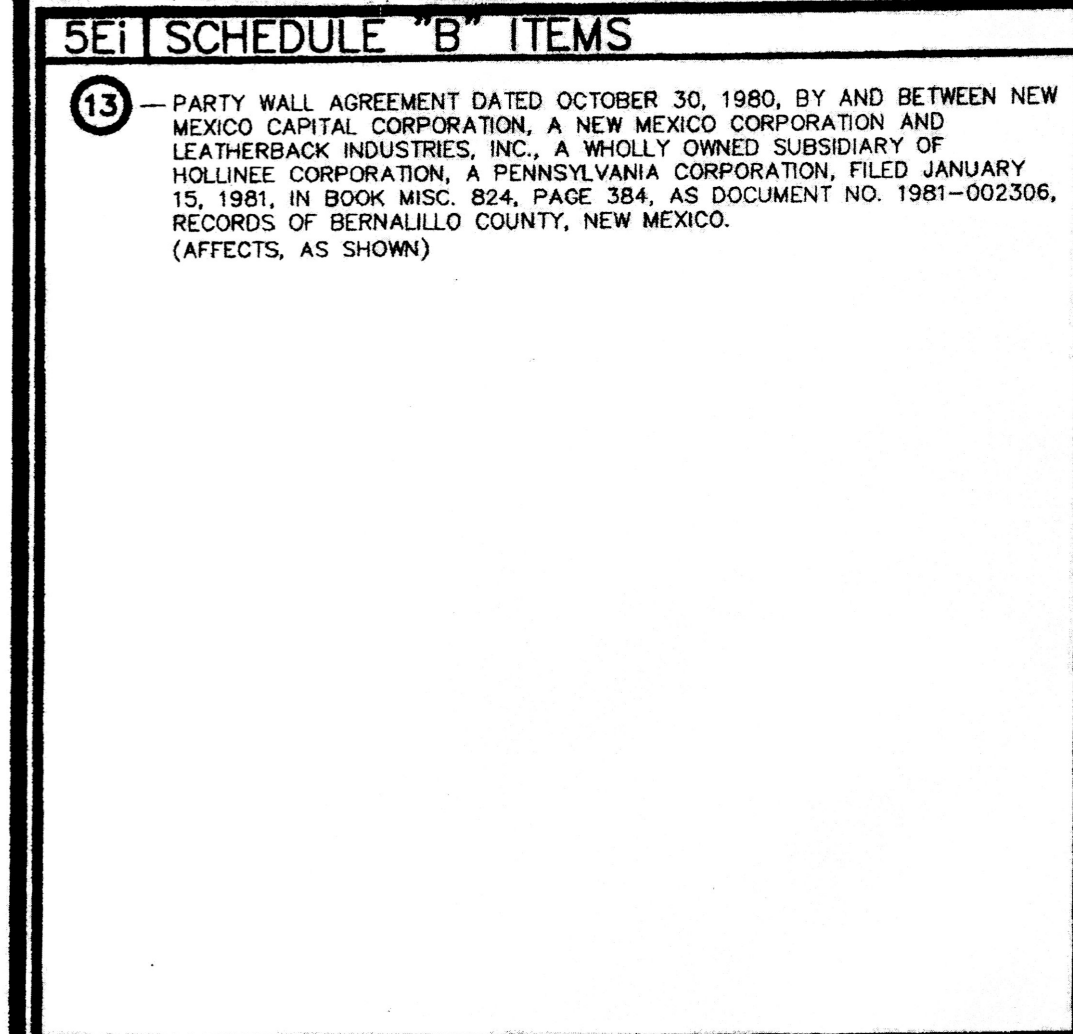 5Ei SCHEDULE "B" ITEMS
13 — PARTY WALL AGREEMENT DATED OCTOBER 30, 1980, BY AND BETWEEN NEW
MEXICO CAPITAL CORPORATION, A NEW MEXICO CORPORATION AND
LEATHERBACK INDUSTRIES, INC., A WHOLLY OWNED SUBSIDIARY OF
HOLLINEE CORPORATION, A PENNSYLVANIA CORPORATION, FILED JANUARY
15, 1981, IN BOOK MISC. 824, PAGE 384, AS DOCUMENT NO. 1981-002306,
RECORDS OF BERNALILLO COUNTY, NEW MEXICO.
(AFFECTS, AS SHOWN)